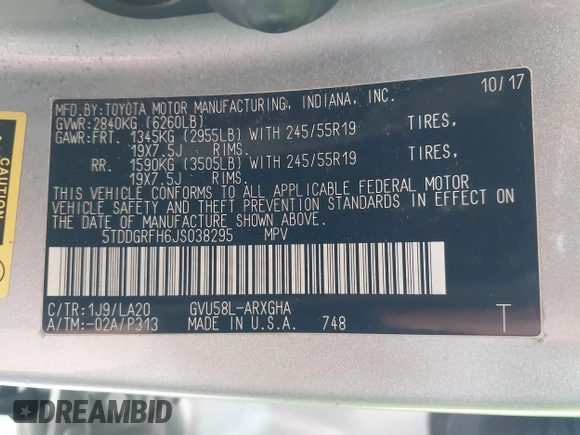 MFD.BY:TOYOTA MOTOR MANUFACTURING, INDIANA, INC. 10/17
GVWR:2840KG (6260LB)
GAWR:FRT. 1345KG (2955LB) WITH 245/55R19 TIRES,
19X7.5J RIMS.
RR. 1590KG (3505LB) WITH 245/55R19 TIRES,
19X7.5J RIMS.
THIS VEHICLE CONFORMS TO ALL APPLICABLE FEDERAL MOTOR
VEHICLE SAFETY AND THEFT PREVENTION STANDARDS IN EFFECT ON
THE DATE OF MANUFACTURE SHOWN ABOVE.
5TDDGRFH6JS038295 MPV
C/TR:1J9/LA20 GVU58L-ARXGHA
A/TM:-02A/P313 MADE IN U.S.A. 748 T
CAUTION
DREAMBID